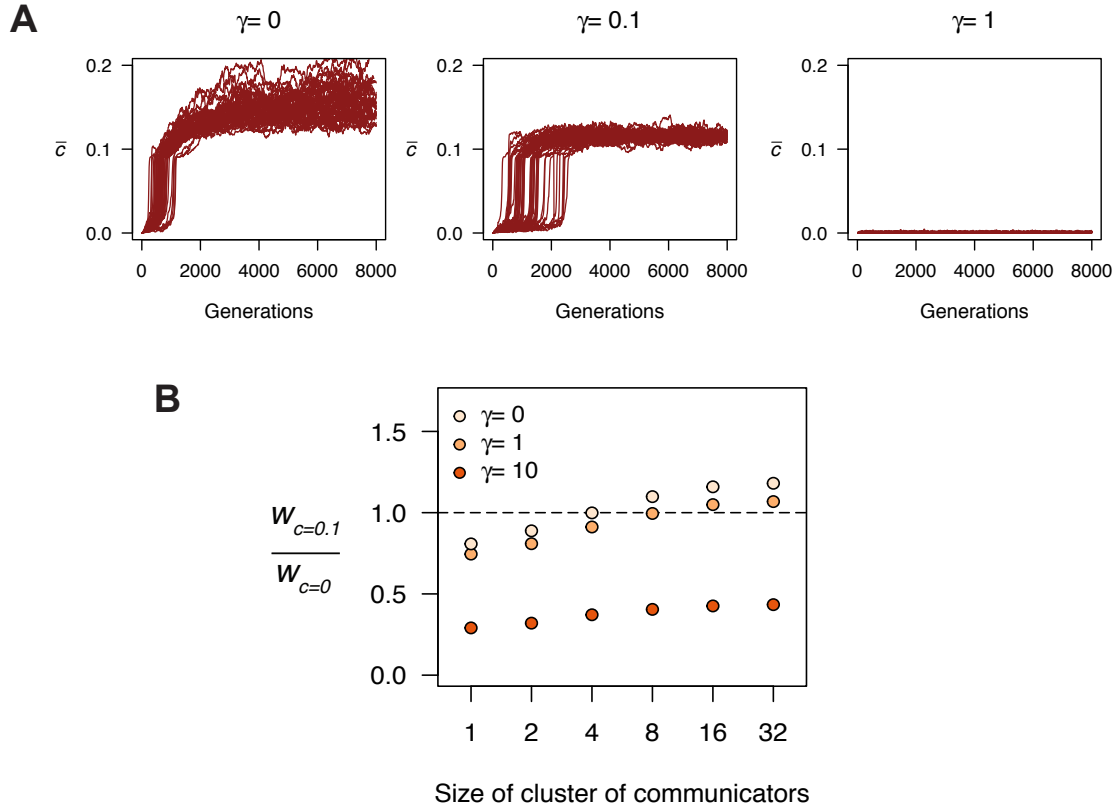 A
γ= 0
γ= 0.1
γ= 1
0.2
0.1
0.0
c̅
0 2000 4000 6000 8000
Generations
0.2
0.1
0.0
c̅
0 2000 4000 6000 8000
Generations
0.2
0.1
0.0
c̅
0 2000 4000 6000 8000
Generations
B
γ= 0
γ= 1
γ= 10
1.5
1.0
0.5
0.0
W_{c=0.1}
W_{c=0}
1 2 4 8 16 32
Size of cluster of communicators